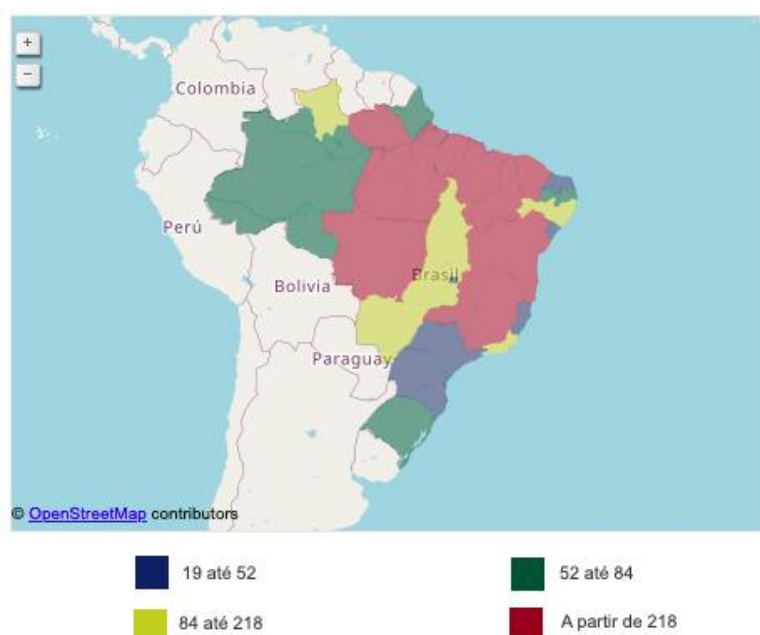 +
−
Colombia
Perú
Brasil
Bolivia
Paraguay
© OpenStreetMap contributors
19 até 52
52 até 84
84 até 218
A partir de 218